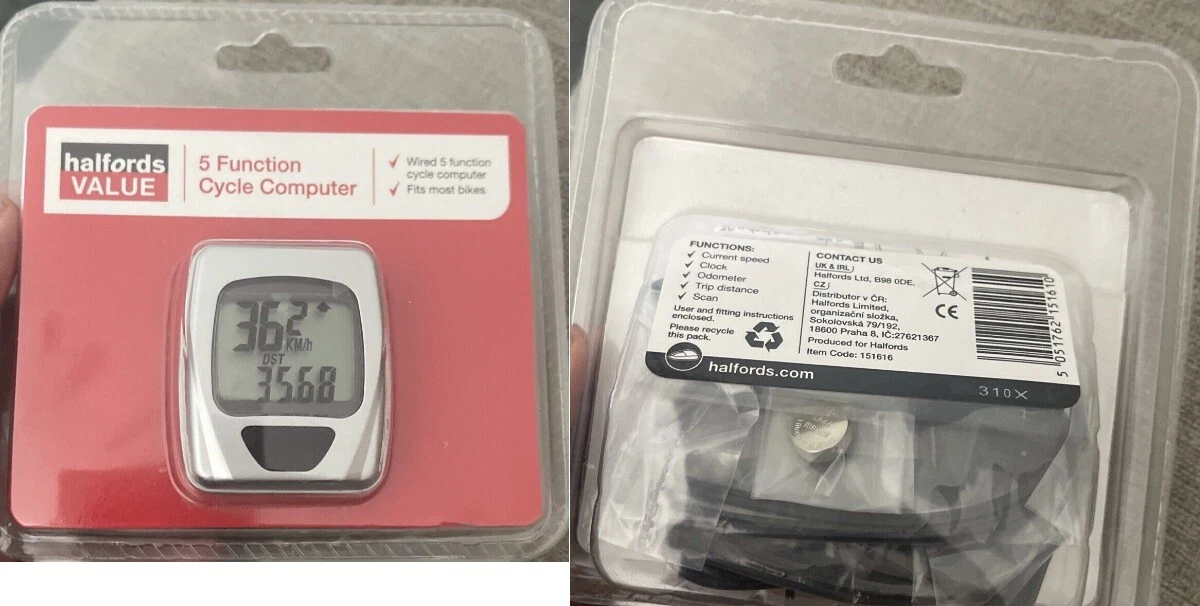 halfords
VALUE
5 Function
Cycle Computer
✓ Wired 5 function
cycle computer
✓ Fits most bikes
36.2
KM/h
DST
35.68
FUNCTIONS:
✓ Current speed
✓ Clock
✓ Odometer
✓ Trip distance
✓ Scan
User and fitting instructions
enclosed.
Please recycle
this pack.
CONTACT US
UK & IRL
Halfords Ltd, B98 0DE.
CZ
Distributor v ČR:
Halfords Limited,
organizační složka,
Sokolovská 79/192,
18600 Praha 8, IČ:27621367
Produced for Halfords
Item Code: 151616
CE
5 051762 151610
halfords.com
310X